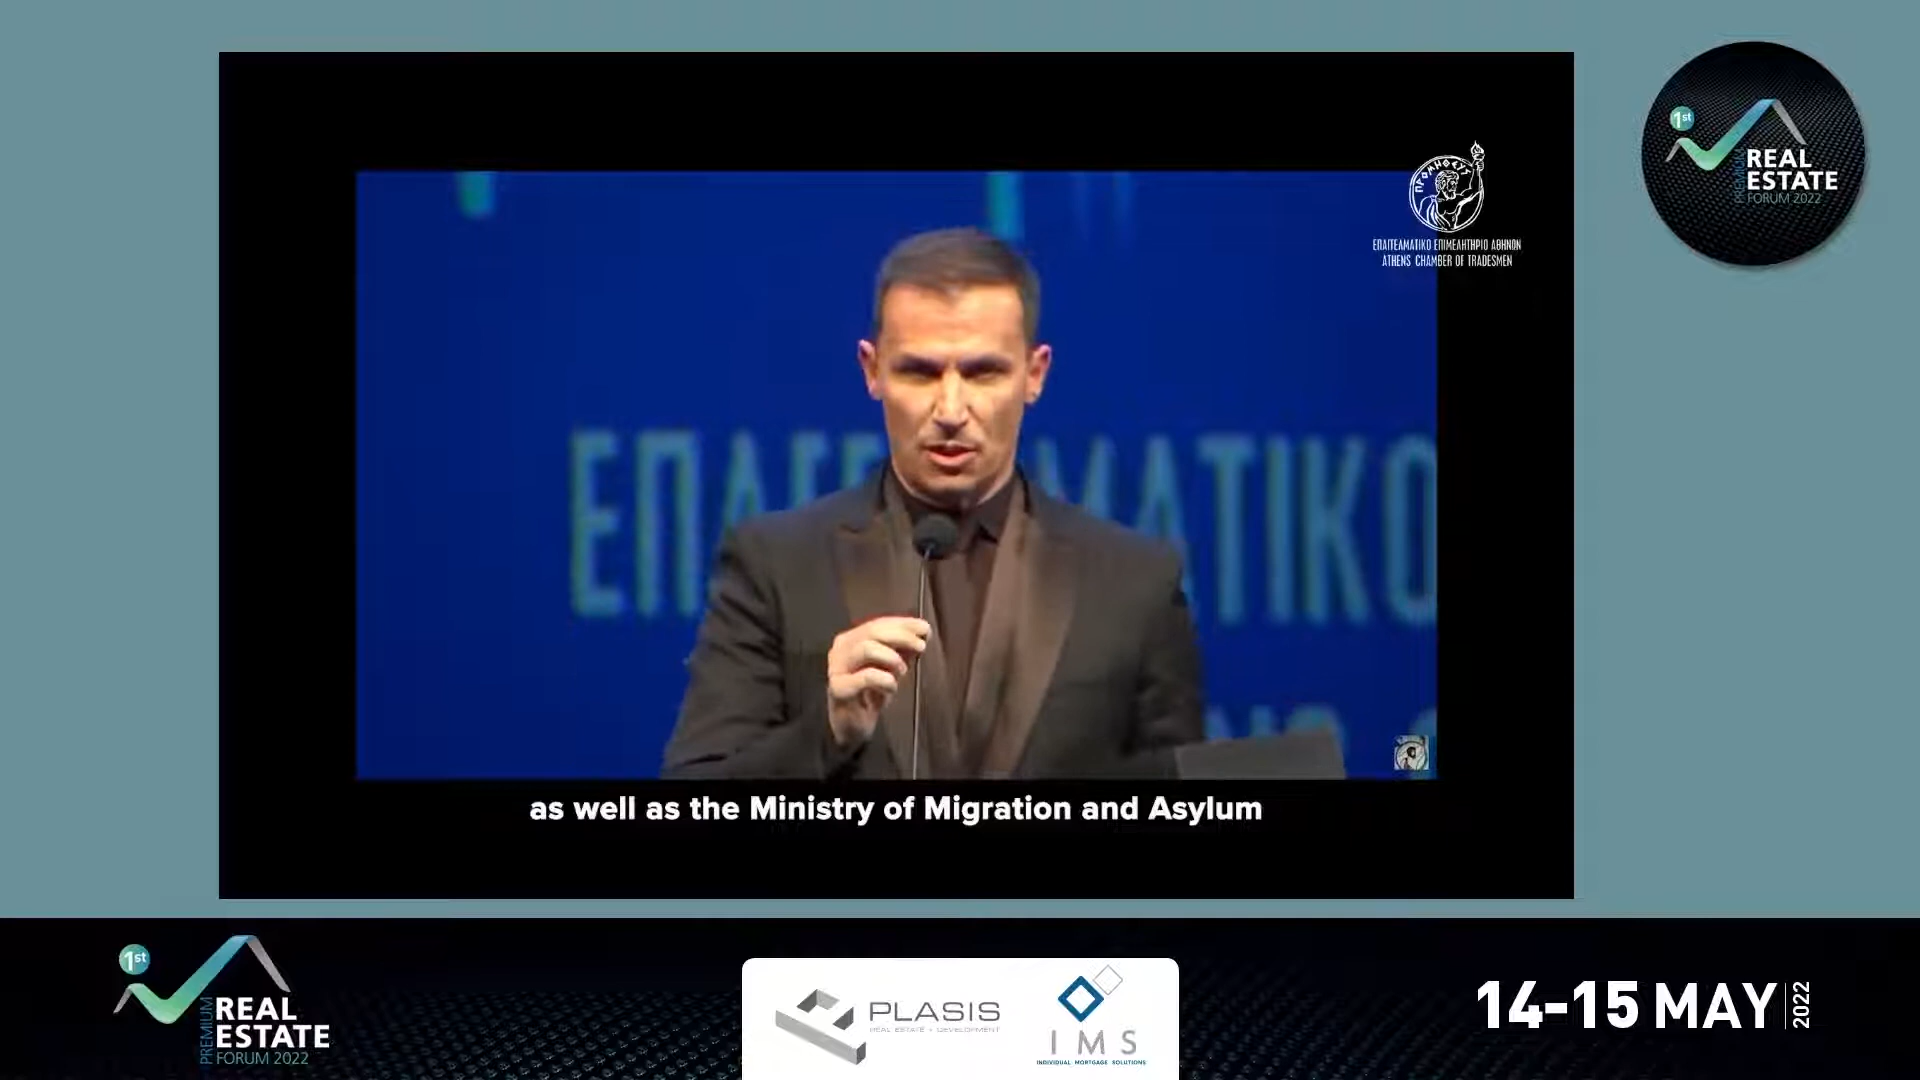 1st
REAL
ESTATE
PREMIUM
FORUM 2022
ΠΡΟΜΗΘΕΥΣ
ΕΠΑΓΓΕΛΜΑΤΙΚΟ ΕΠΙΜΕΛΗΤΗΡΙΟ ΑΘΗΝΩΝ
ATHENS CHAMBER OF TRADESMEN
ΑΤΙΚΟ
as well as the Ministry of Migration and Asylum
1st
REAL
ESTATE
PREMIUM
FORUM 2022
PLASIS
REAL ESTATE + DEVELOPMENT
IMS
INDIVIDUAL MORTGAGE SOLUTIONS
14-15 MAY 2022